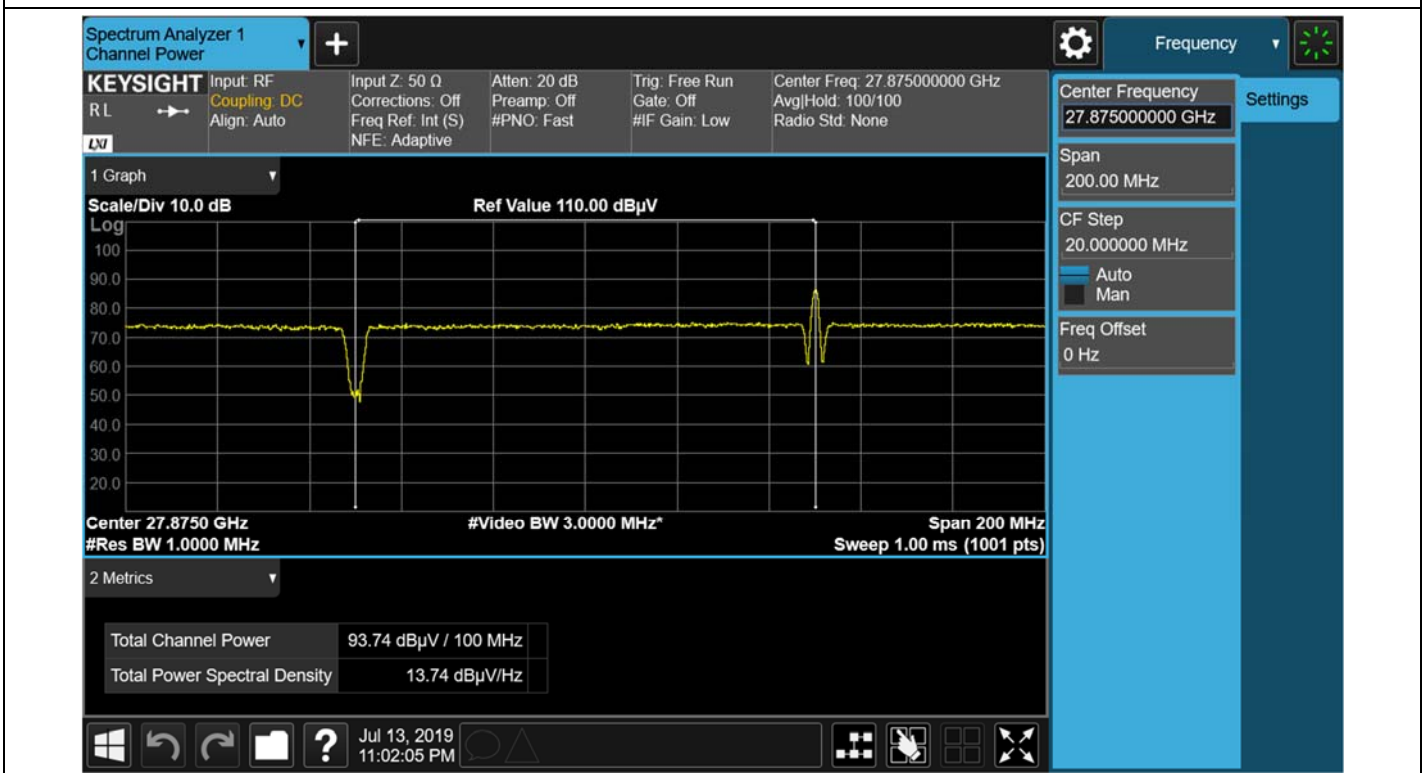 Spectrum Analyzer 1
Channel Power
Frequency
KEYSIGHT
RL
LXI
Input: RF
Coupling: DC
Align: Auto
Input Z: 50 Ω
Corrections: Off
Freq Ref: Int (S)
NFE: Adaptive
Atten: 20 dB
Preamp: Off
#PNO: Fast
Trig: Free Run
Gate: Off
#IF Gain: Low
Center Freq: 27.875000000 GHz
Avg|Hold: 100/100
Radio Std: None
1 Graph
Scale/Div 10.0 dB
Ref Value 110.00 dBµV
Log
100
90.0
80.0
70.0
60.0
50.0
40.0
30.0
20.0
Center 27.8750 GHz
#Video BW 3.0000 MHz*
Span 200 MHz
#Res BW 1.0000 MHz
Sweep 1.00 ms (1001 pts)
2 Metrics
Total Channel Power 93.74 dBµV / 100 MHz
Total Power Spectral Density 13.74 dBµV/Hz
?
Jul 13, 2019
11:02:05 PM
Center Frequency
27.875000000 GHz
Settings
Span
200.00 MHz
CF Step
20.000000 MHz
Auto
Man
Freq Offset
0 Hz